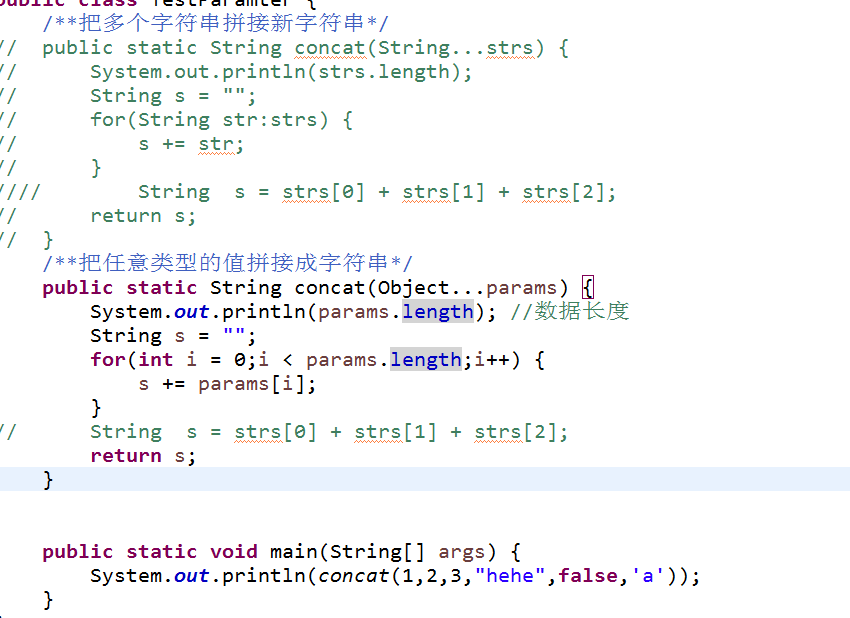 public class TestParamter {
/**把多个字符串拼接新字符串*/
// public static String concat(String...strs) {
// System.out.println(strs.length);
// String s = "";
// for(String str:strs) {
// s += str;
// }
//// String s = strs[0] + strs[1] + strs[2];
// return s;
// }
/**把任意类型的值拼接成字符串*/
public static String concat(Object...params) {
System.out.println(params.length); //数据长度
String s = "";
for(int i = 0;i < params.length;i++) {
s += params[i];
}
// String s = strs[0] + strs[1] + strs[2];
return s;
}
public static void main(String[] args) {
System.out.println(concat(1,2,3,"hehe",false,'a'));
}